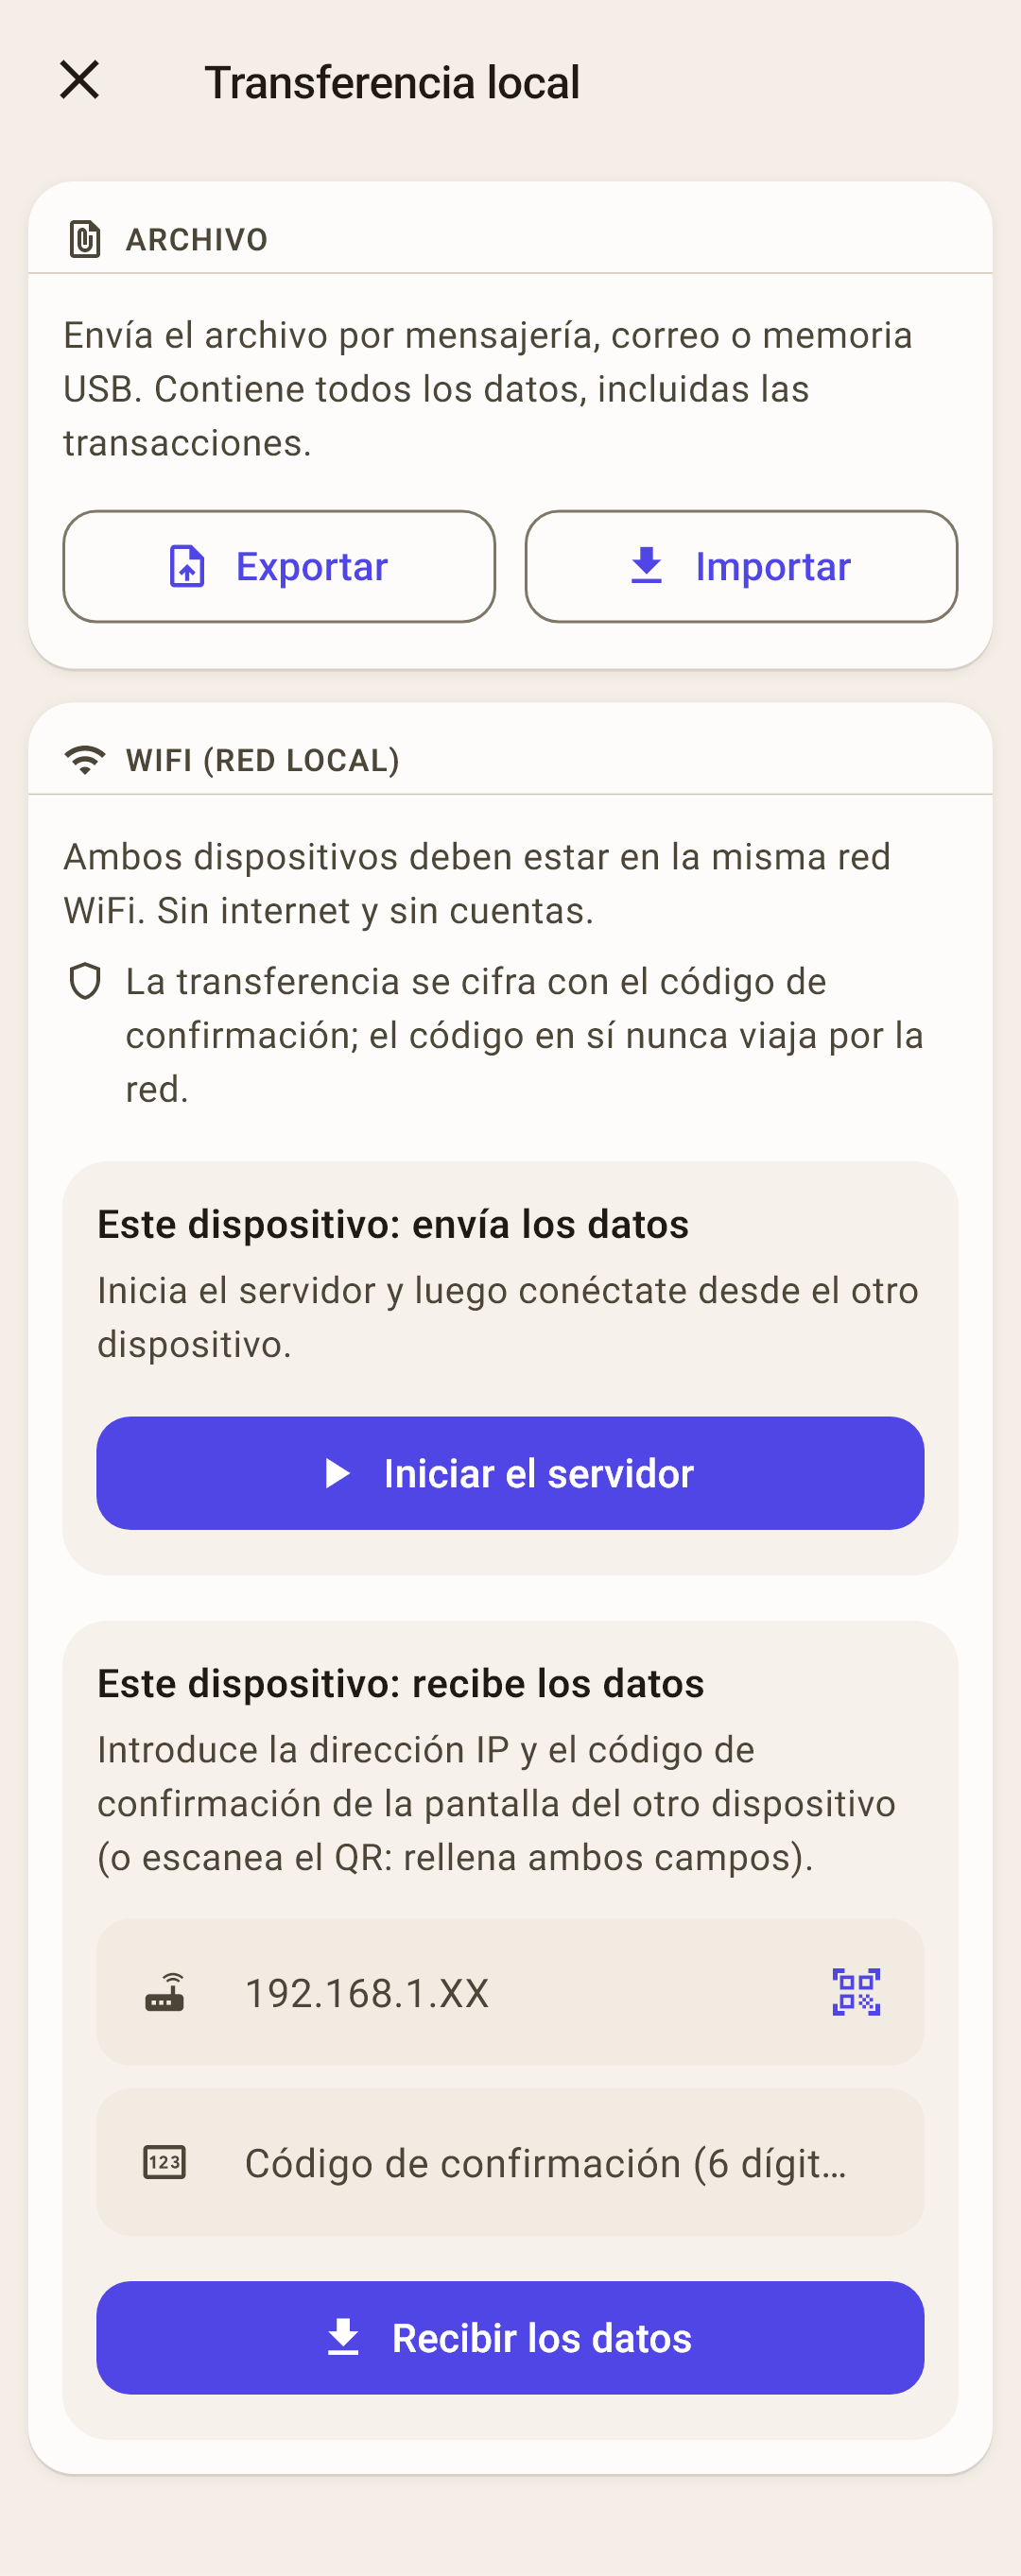 Transferencia local
ARCHIVO
Envía el archivo por mensajería, correo o memoria
USB. Contiene todos los datos, incluidas las
transacciones.
Exportar
Importar
WIFI (RED LOCAL)
Ambos dispositivos deben estar en la misma red
WiFi. Sin internet y sin cuentas.
La transferencia se cifra con el código de
confirmación; el código en sí nunca viaja por la
red.
Este dispositivo: envía los datos
Inicia el servidor y luego conéctate desde el otro
dispositivo.
Iniciar el servidor
Este dispositivo: recibe los datos
Introduce la dirección IP y el código de
confirmación de la pantalla del otro dispositivo
(o escanea el QR: rellena ambos campos).
192.168.1.XX
123
Código de confirmación (6 dígit…
Recibir los datos